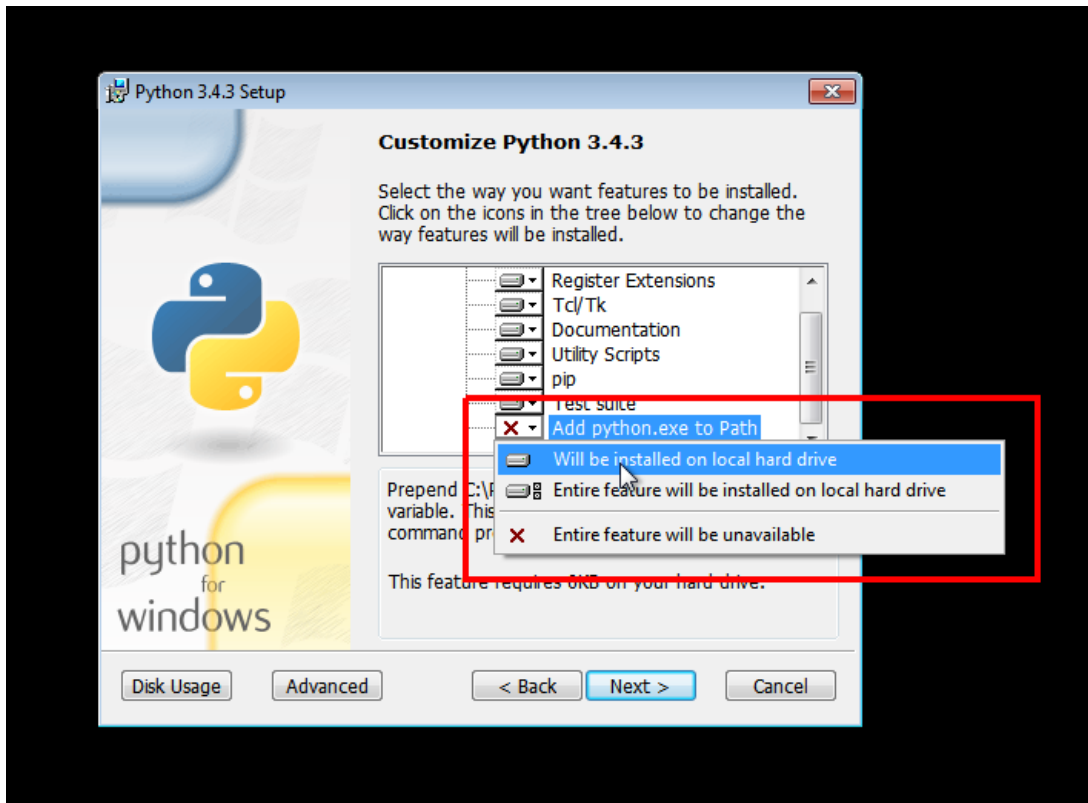 Python 3.4.3 Setup
Customize Python 3.4.3
Select the way you want features to be installed.
Click on the icons in the tree below to change the
way features will be installed.
Register Extensions
Tcl/Tk
Documentation
Utility Scripts
pip
Test suite
Add python.exe to Path
Will be installed on local hard drive
Entire feature will be installed on local hard drive
Entire feature will be unavailable
Prepend C:\
variable. This
command
This feature requires 0KB on your hard drive.
python
for
windows
Disk Usage
Advanced
< Back
Next >
Cancel